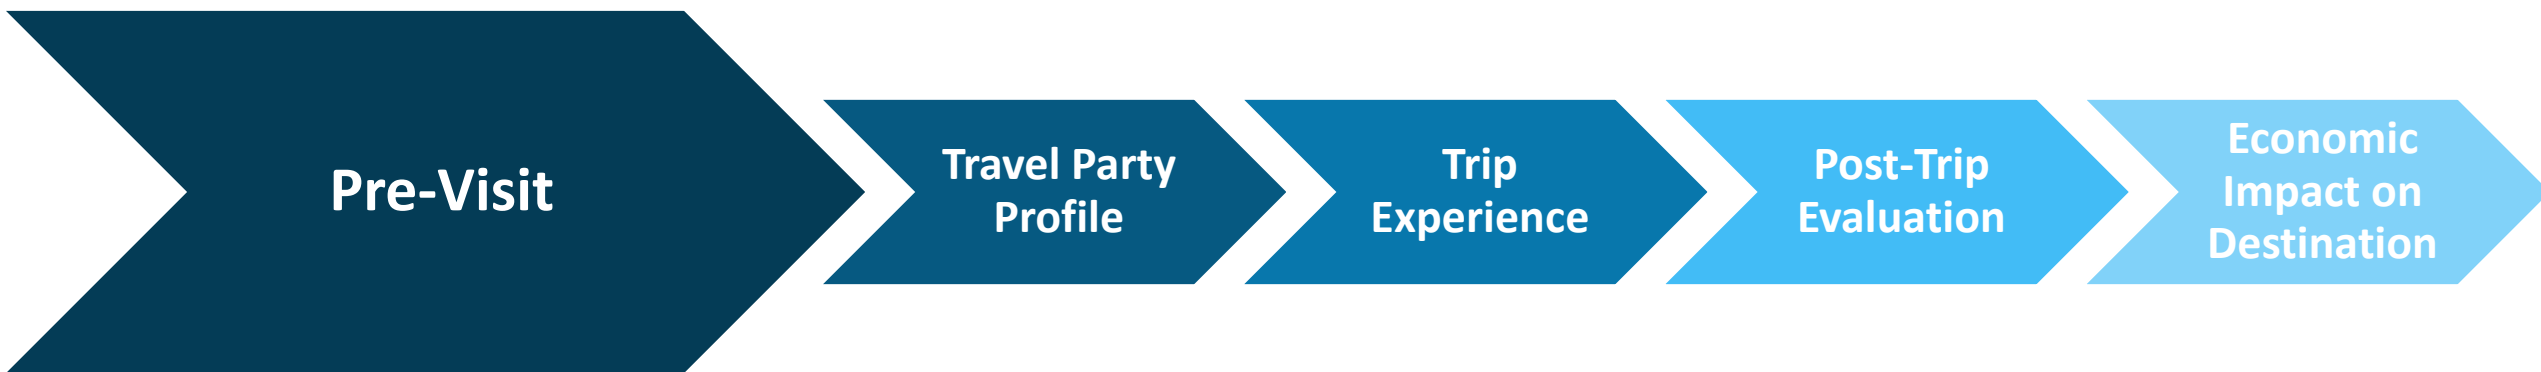 Pre-Visit
Travel Party
Profile
Trip
Experience
Post-Trip
Evaluation
Economic
Impact on
Destination